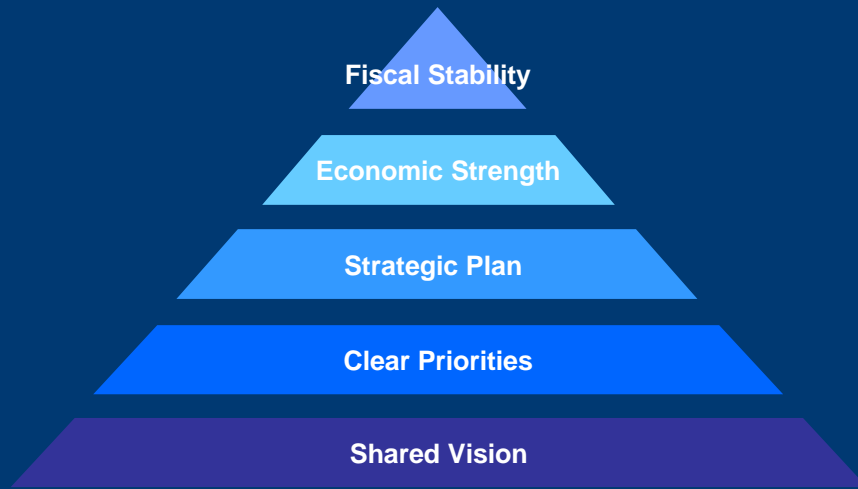 Fiscal Stability
Economic Strength
Strategic Plan
Clear Priorities
Shared Vision